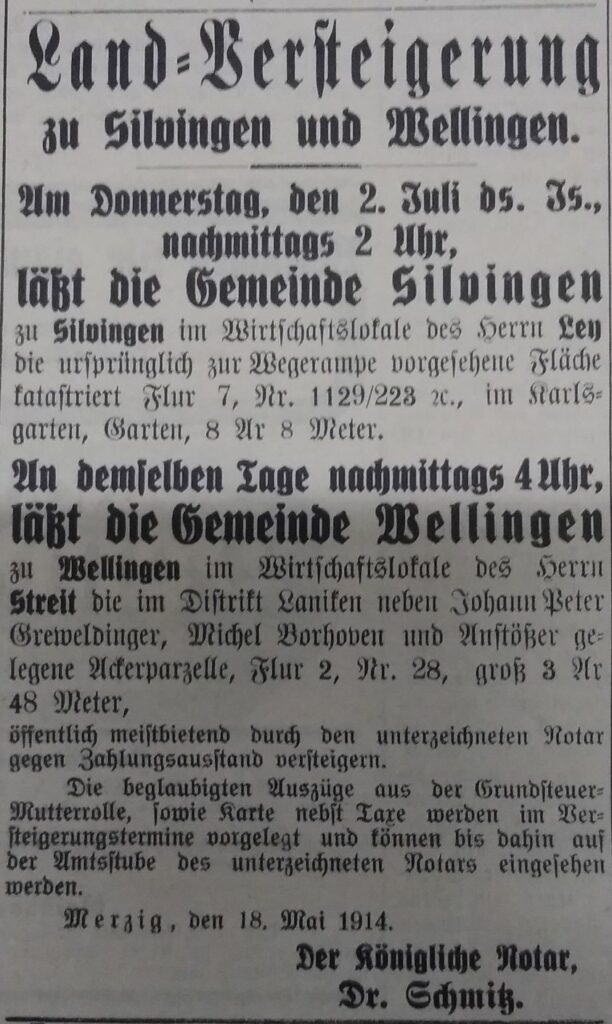 Land-Versteigerung
zu Silvingen und Wellingen.
Am Donnerstag, den 2. Juli ds. Js.,
nachmittags 2 Uhr,
läßt die Gemeinde Silvingen
zu Silvingen im Wirtschaftslokale des Herrn Ley
die ursprünglich zur Wegerampe vorgesehene Fläche
katastriert Flur 7, Nr. 1129/223 ꝛc., im Karls-
garten, Garten, 8 Ar 8 Meter.
An demselben Tage nachmittags 4 Uhr,
läßt die Gemeinde Wellingen
zu Wellingen im Wirtschaftslokale des Herrn
Streit die im Distrikt Laniken neben Johann Peter
Greweldinger, Michel Borhoven und Anstößer ge-
legene Ackerparzelle, Flur 2, Nr. 28, groß 3 Ar
48 Meter,
öffentlich meistbietend durch den unterzeichneten Notar
gegen Zahlungsausstand versteigern.
Die beglaubigten Auszüge aus der Grundsteuer-
Mutterrolle, sowie Karte nebst Taxe werden im Ver-
steigerungstermine vorgelegt und können bis dahin auf
der Amtsstube des unterzeichneten Notars eingesehen
werden.
Merzig, den 18. Mai 1914.
Der Königliche Notar,
Dr. Schmitz.